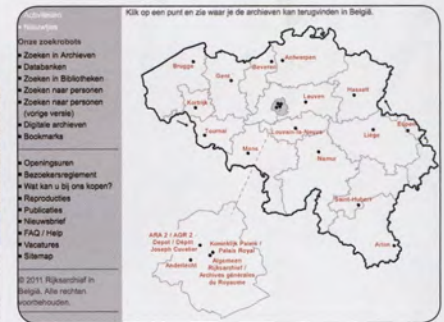 Activiteiten
Nieuwtjes
Onze zoekrobots
Zoeken in Archieven
Databanken
Zoeken in Bibliotheken
Zoeken naar personen
Zoeken naar personen
(vorige versie)
Digitale archieven
Bookmarks
Openingsuren
Bezoekersreglement
Wat kan u bij ons kopen?
Reproducties
Publicaties
Nieuwsbrief
FAQ / Help
Vacatures
Sitemap
© 2011 Rijksarchief in
België. Alle rechten
voorbehouden.
Klik op een punt en zie waar je de archieven kan terugvinden in België.
Antwerpen
Brugge
Beveren
Gent
Hasselt
Leuven
Kortrijk
Tournai
Louvain-la-Neuve
Liège
Eupen
Mons
Namur
Saint-Hubert
Arlon
ARA 2 / AGR 2
Depot / Dépôt
Joseph Cuvelier
Koninklijk Paleis /
Palais Royal
Anderlecht
Algemeen
Rijksarchief /
Archives générales
du Royaume